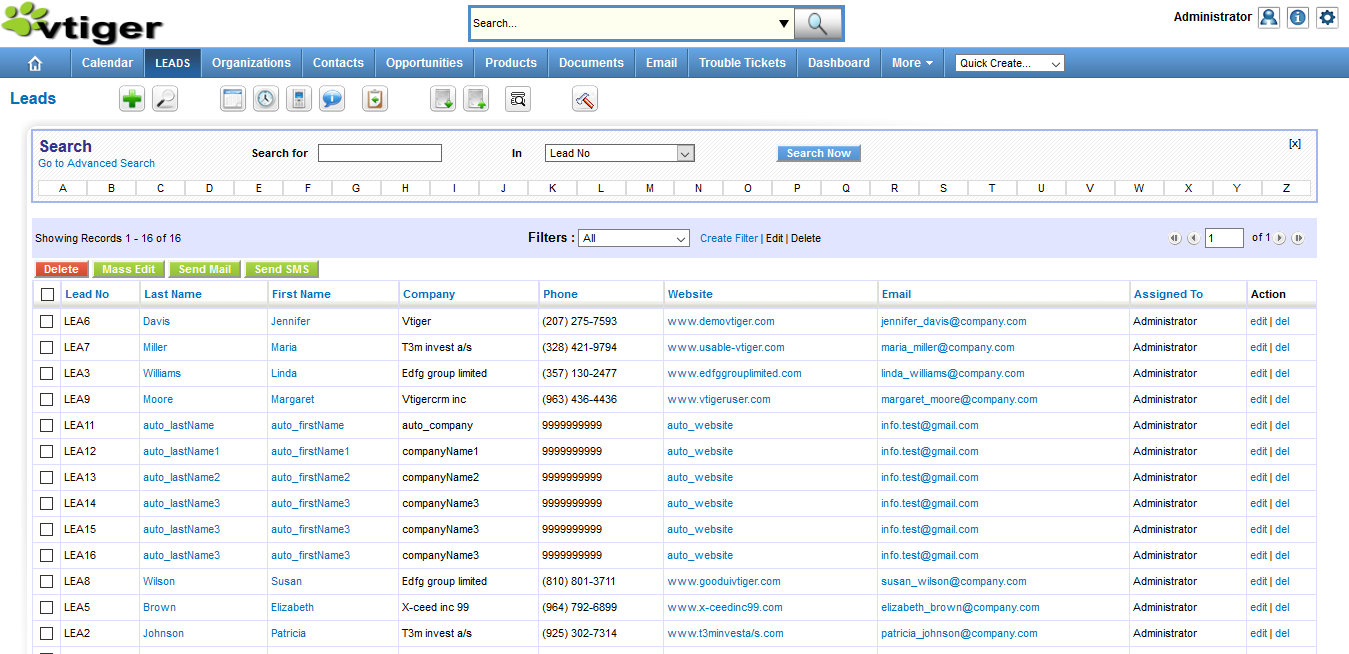 vtiger
Search...
Administrator
Calendar LEADS Organizations Contacts Opportunities Products Documents Email Trouble Tickets Dashboard More Quick Create...
Leads
Search
Go to Advanced Search
Search for In Lead No Search Now [x]
A B C D E F G H I J K L M N O P Q R S T U V W X Y Z
Showing Records 1 - 16 of 16 Filters : All Create Filter | Edit | Delete 1 of 1
Delete Mass Edit Send Mail Send SMS
Lead No Last Name First Name Company Phone Website Email Assigned To Action
LEA6 Davis Jennifer Vtiger (207) 275-7593 www.demovtiger.com jennifer_davis@company.com Administrator edit | del
LEA7 Miller Maria T3m invest a/s (328) 421-9794 www.usable-vtiger.com maria_miller@company.com Administrator edit | del
LEA3 Williams Linda Edfg group limited (357) 130-2477 www.edfggrouplimited.com linda_williams@company.com Administrator edit | del
LEA9 Moore Margaret Vtigercrm inc (963) 436-4436 www.vtigeruser.com margaret_moore@company.com Administrator edit | del
LEA11 auto_lastName auto_firstName auto_company 9999999999 auto_website info.test@gmail.com Administrator edit | del
LEA12 auto_lastName1 auto_firstName1 companyName1 9999999999 auto_website info.test@gmail.com Administrator edit | del
LEA13 auto_lastName2 auto_firstName2 companyName2 9999999999 auto_website info.test@gmail.com Administrator edit | del
LEA14 auto_lastName3 auto_firstName3 companyName3 9999999999 auto_website info.test@gmail.com Administrator edit | del
LEA15 auto_lastName3 auto_firstName3 companyName3 9999999999 auto_website info.test@gmail.com Administrator edit | del
LEA16 auto_lastName3 auto_firstName3 companyName3 9999999999 auto_website info.test@gmail.com Administrator edit | del
LEA8 Wilson Susan Edfg group limited (810) 801-3711 www.gooduivtiger.com susan_wilson@company.com Administrator edit | del
LEA5 Brown Elizabeth X-ceed inc 99 (964) 792-6899 www.x-ceedinc99.com elizabeth_brown@company.com Administrator edit | del
LEA2 Johnson Patricia T3m invest a/s (925) 302-7314 www.t3minvesta/s.com patricia_johnson@company.com Administrator edit | del